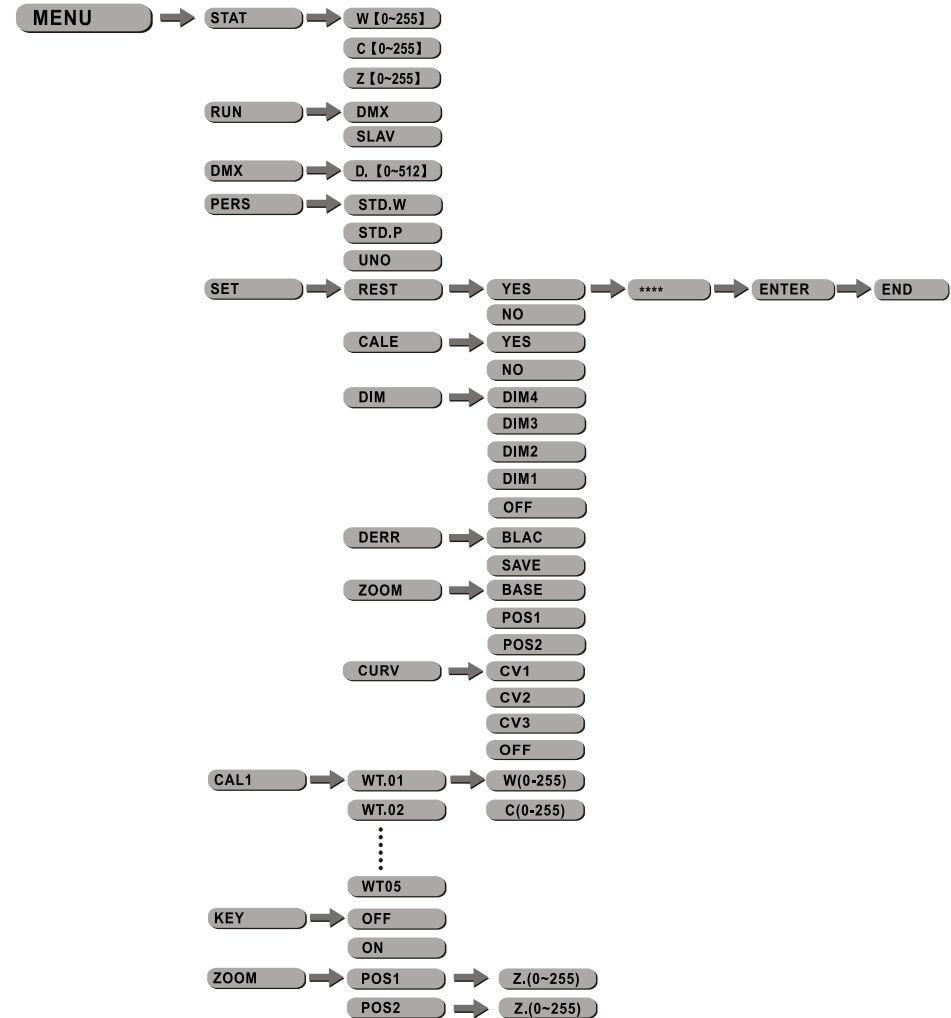 MENU STAT W【0~255】
C【0~255】
Z【0~255】
RUN DMX
SLAV
DMX D.【0~512】
PERS STD.W
STD.P
UNO
SET REST YES **** ENTER END
NO
CALE YES
NO
DIM DIM4
DIM3
DIM2
DIM1
OFF
DERR BLAC
SAVE
ZOOM BASE
POS1
POS2
CURV CV1
CV2
CV3
OFF
CAL1 WT.01 W(0-255)
WT.02 C(0-255)
WT05
KEY OFF
ON
ZOOM POS1 Z.(0~255)
POS2 Z.(0~255)